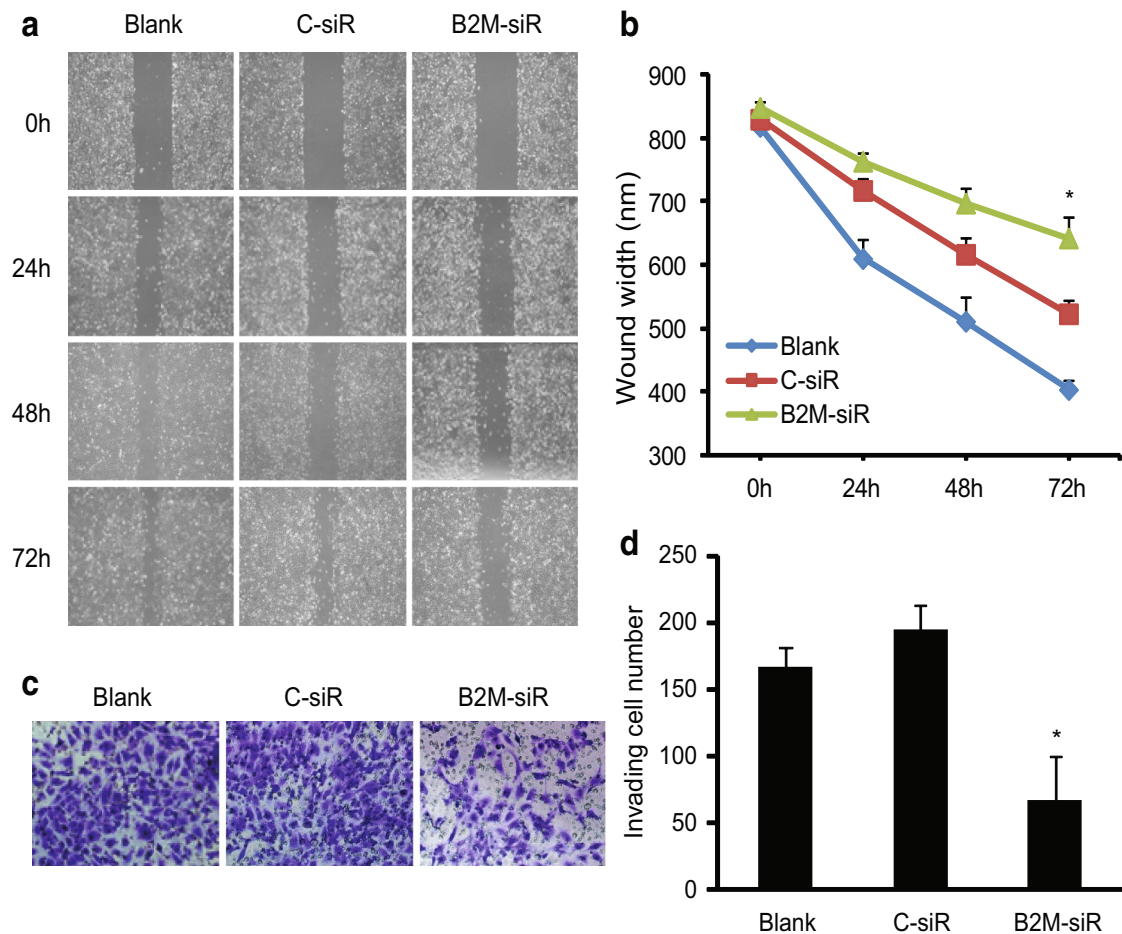 a
Blank
C-siR
B2M-siR
0h
24h
48h
72h
b
900
800
700
600
500
400
300
Wound width (nm)
*
Blank
C-siR
B2M-siR
0h
24h
48h
72h
c
Blank
C-siR
B2M-siR
d
250
200
150
100
50
0
Invading cell number
*
Blank
C-siR
B2M-siR